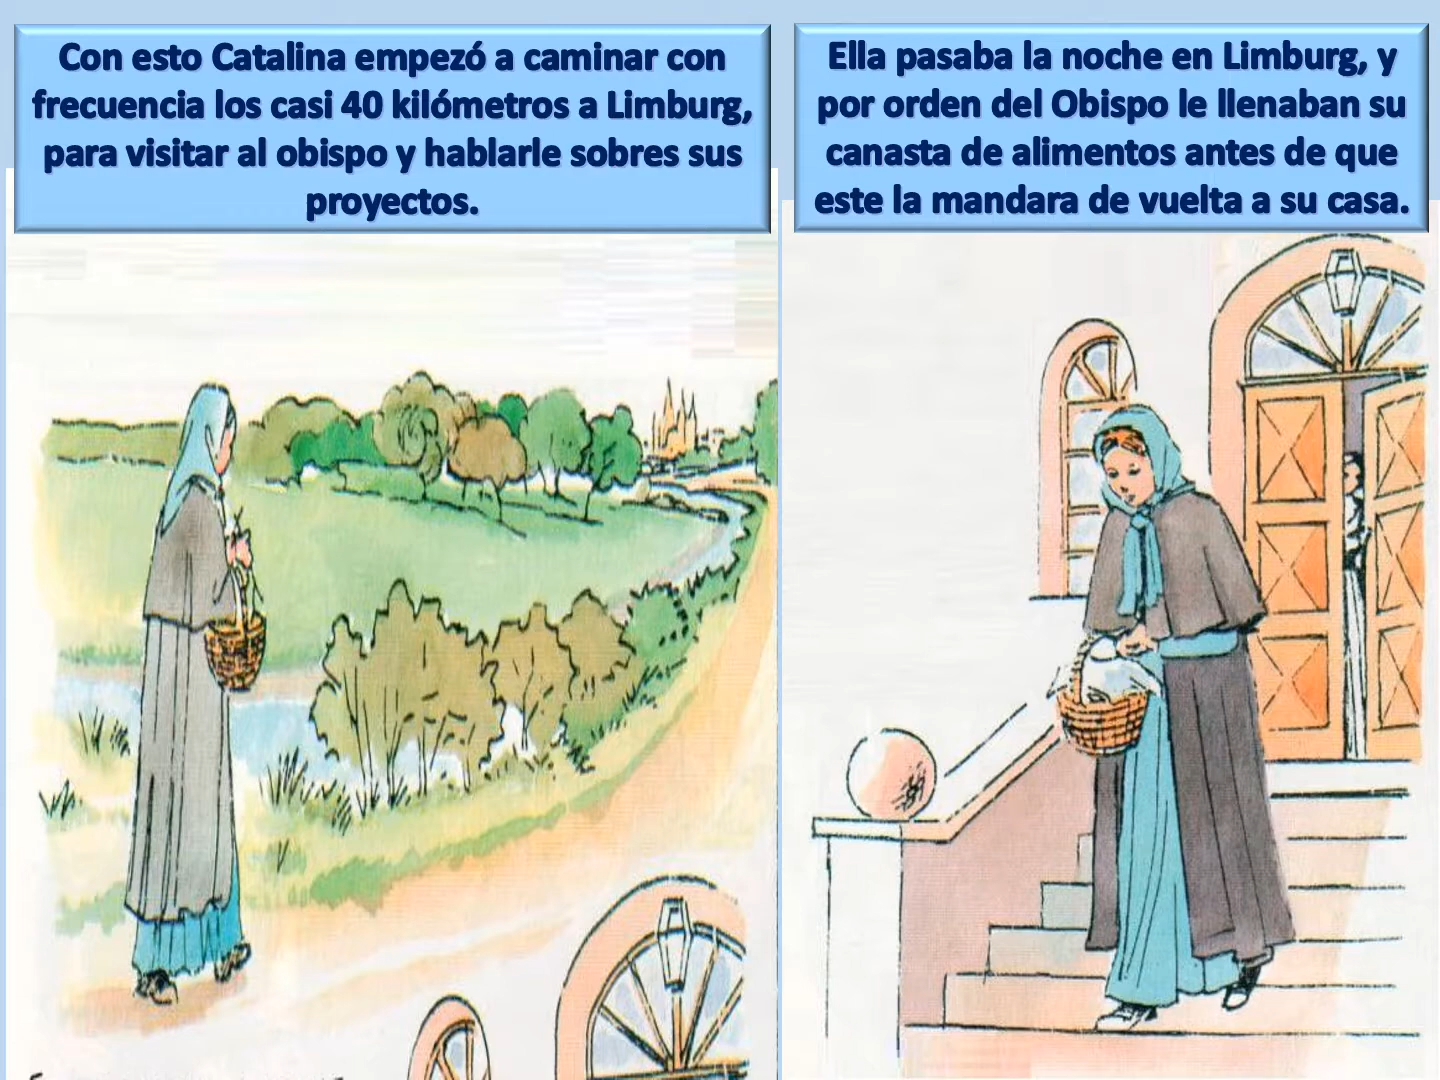 Con esto Catalina empezó a caminar con
frecuencia los casi 40 kilómetros a Limburg,
para visitar al obispo y hablarle sobres sus
proyectos.
Ella pasaba la noche en Limburg, y
por orden del Obispo le llenaban su
canasta de alimentos antes de que
este la mandara de vuelta a su casa.